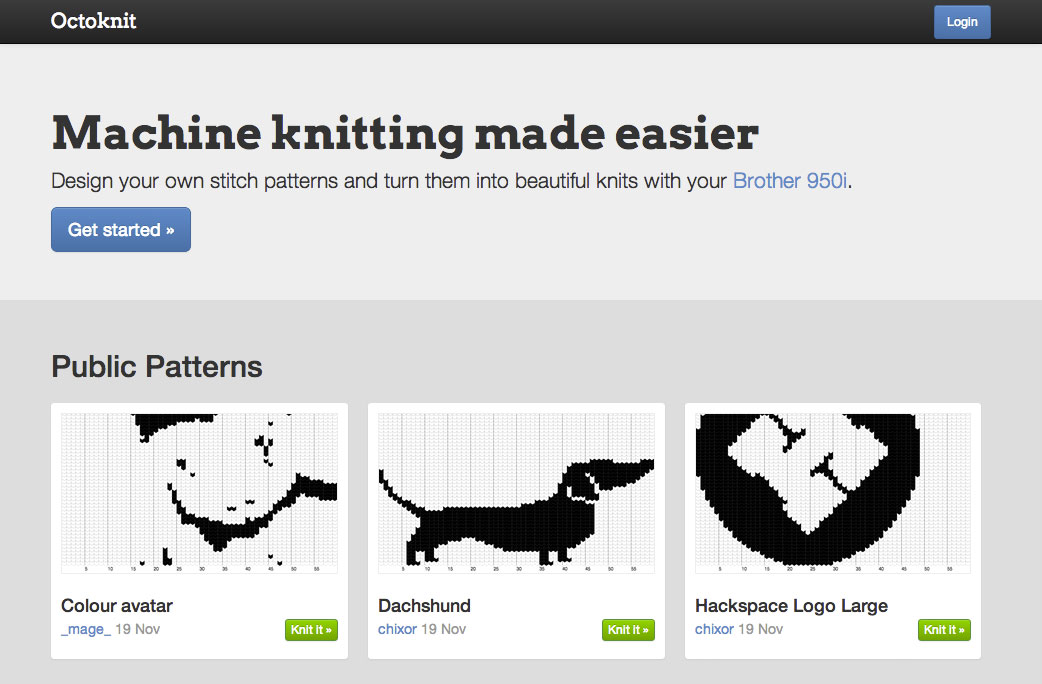 Octoknit
Login
Machine knitting made easier
Design your own stitch patterns and turn them into beautiful knits with your Brother 950i.
Get started »
Public Patterns
5 10 15 20 25 30 35 40 45 50 55
5 10 15 20 25 30 35 40 45 50 55
5 10 15 20 25 30 35 40 45 50 55
Colour avatar
_mage_ 19 Nov
Knit it »
Dachshund
chixor 19 Nov
Knit it »
Hackspace Logo Large
chixor 19 Nov
Knit it »